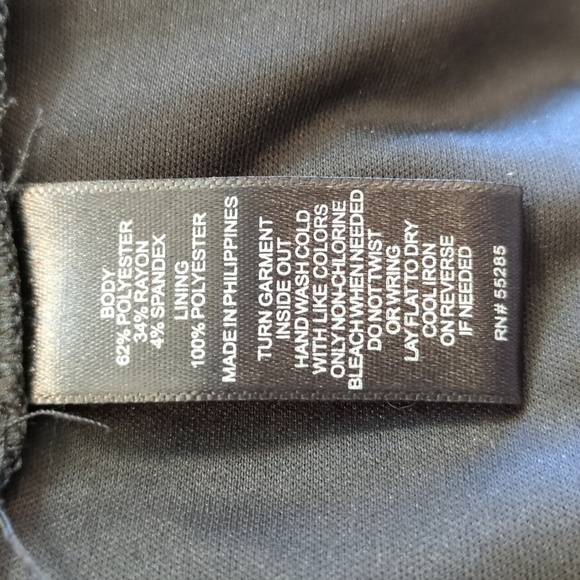 BODY
62% POLYESTER
34% RAYON
4% SPANDEX
LINING
100% POLYESTER
MADE IN PHILIPPINES
TURN GARMENT
INSIDE OUT
HAND WASH COLD
WITH LIKE COLORS
ONLY NON-CHLORINE
BLEACH WHEN NEEDED
DO NOT TWIST
OR WRING
LAY FLAT TO DRY
COOL IRON
ON REVERSE
IF NEEDED
RN# 55285